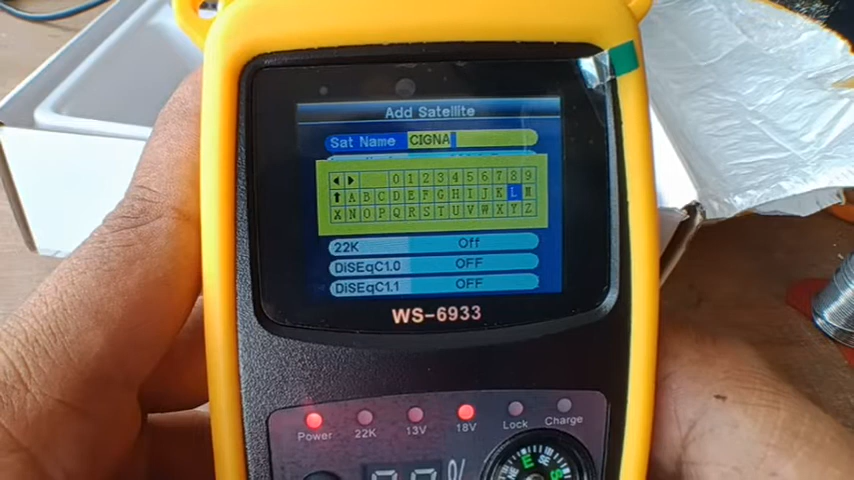 Add Satellite
Sat Name CIGNA
0 1 2 3 4 5 6 7 8 9
A B C D E F G H I J K L
X N O P Q R S T U V W X Y Z
22K Off
DiSEqC1.0 OFF
DiSEqC1.1 OFF
WS-6933
Power 22K 13V 18V Lock Charge
%
NE E S